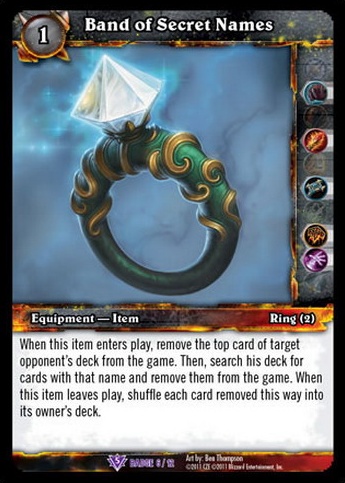 1
Band of Secret Names
Equipment — Item
Ring (2)
When this item enters play, remove the top card of target
opponent's deck from the game. Then, search his deck for
cards with that name and remove them from the game. When
this item leaves play, shuffle each card removed this way into
its owner's deck.
BADGE 6/12
Art by: Ben Thompson
©2011 CZE ©2011 Blizzard Entertainment, Inc.